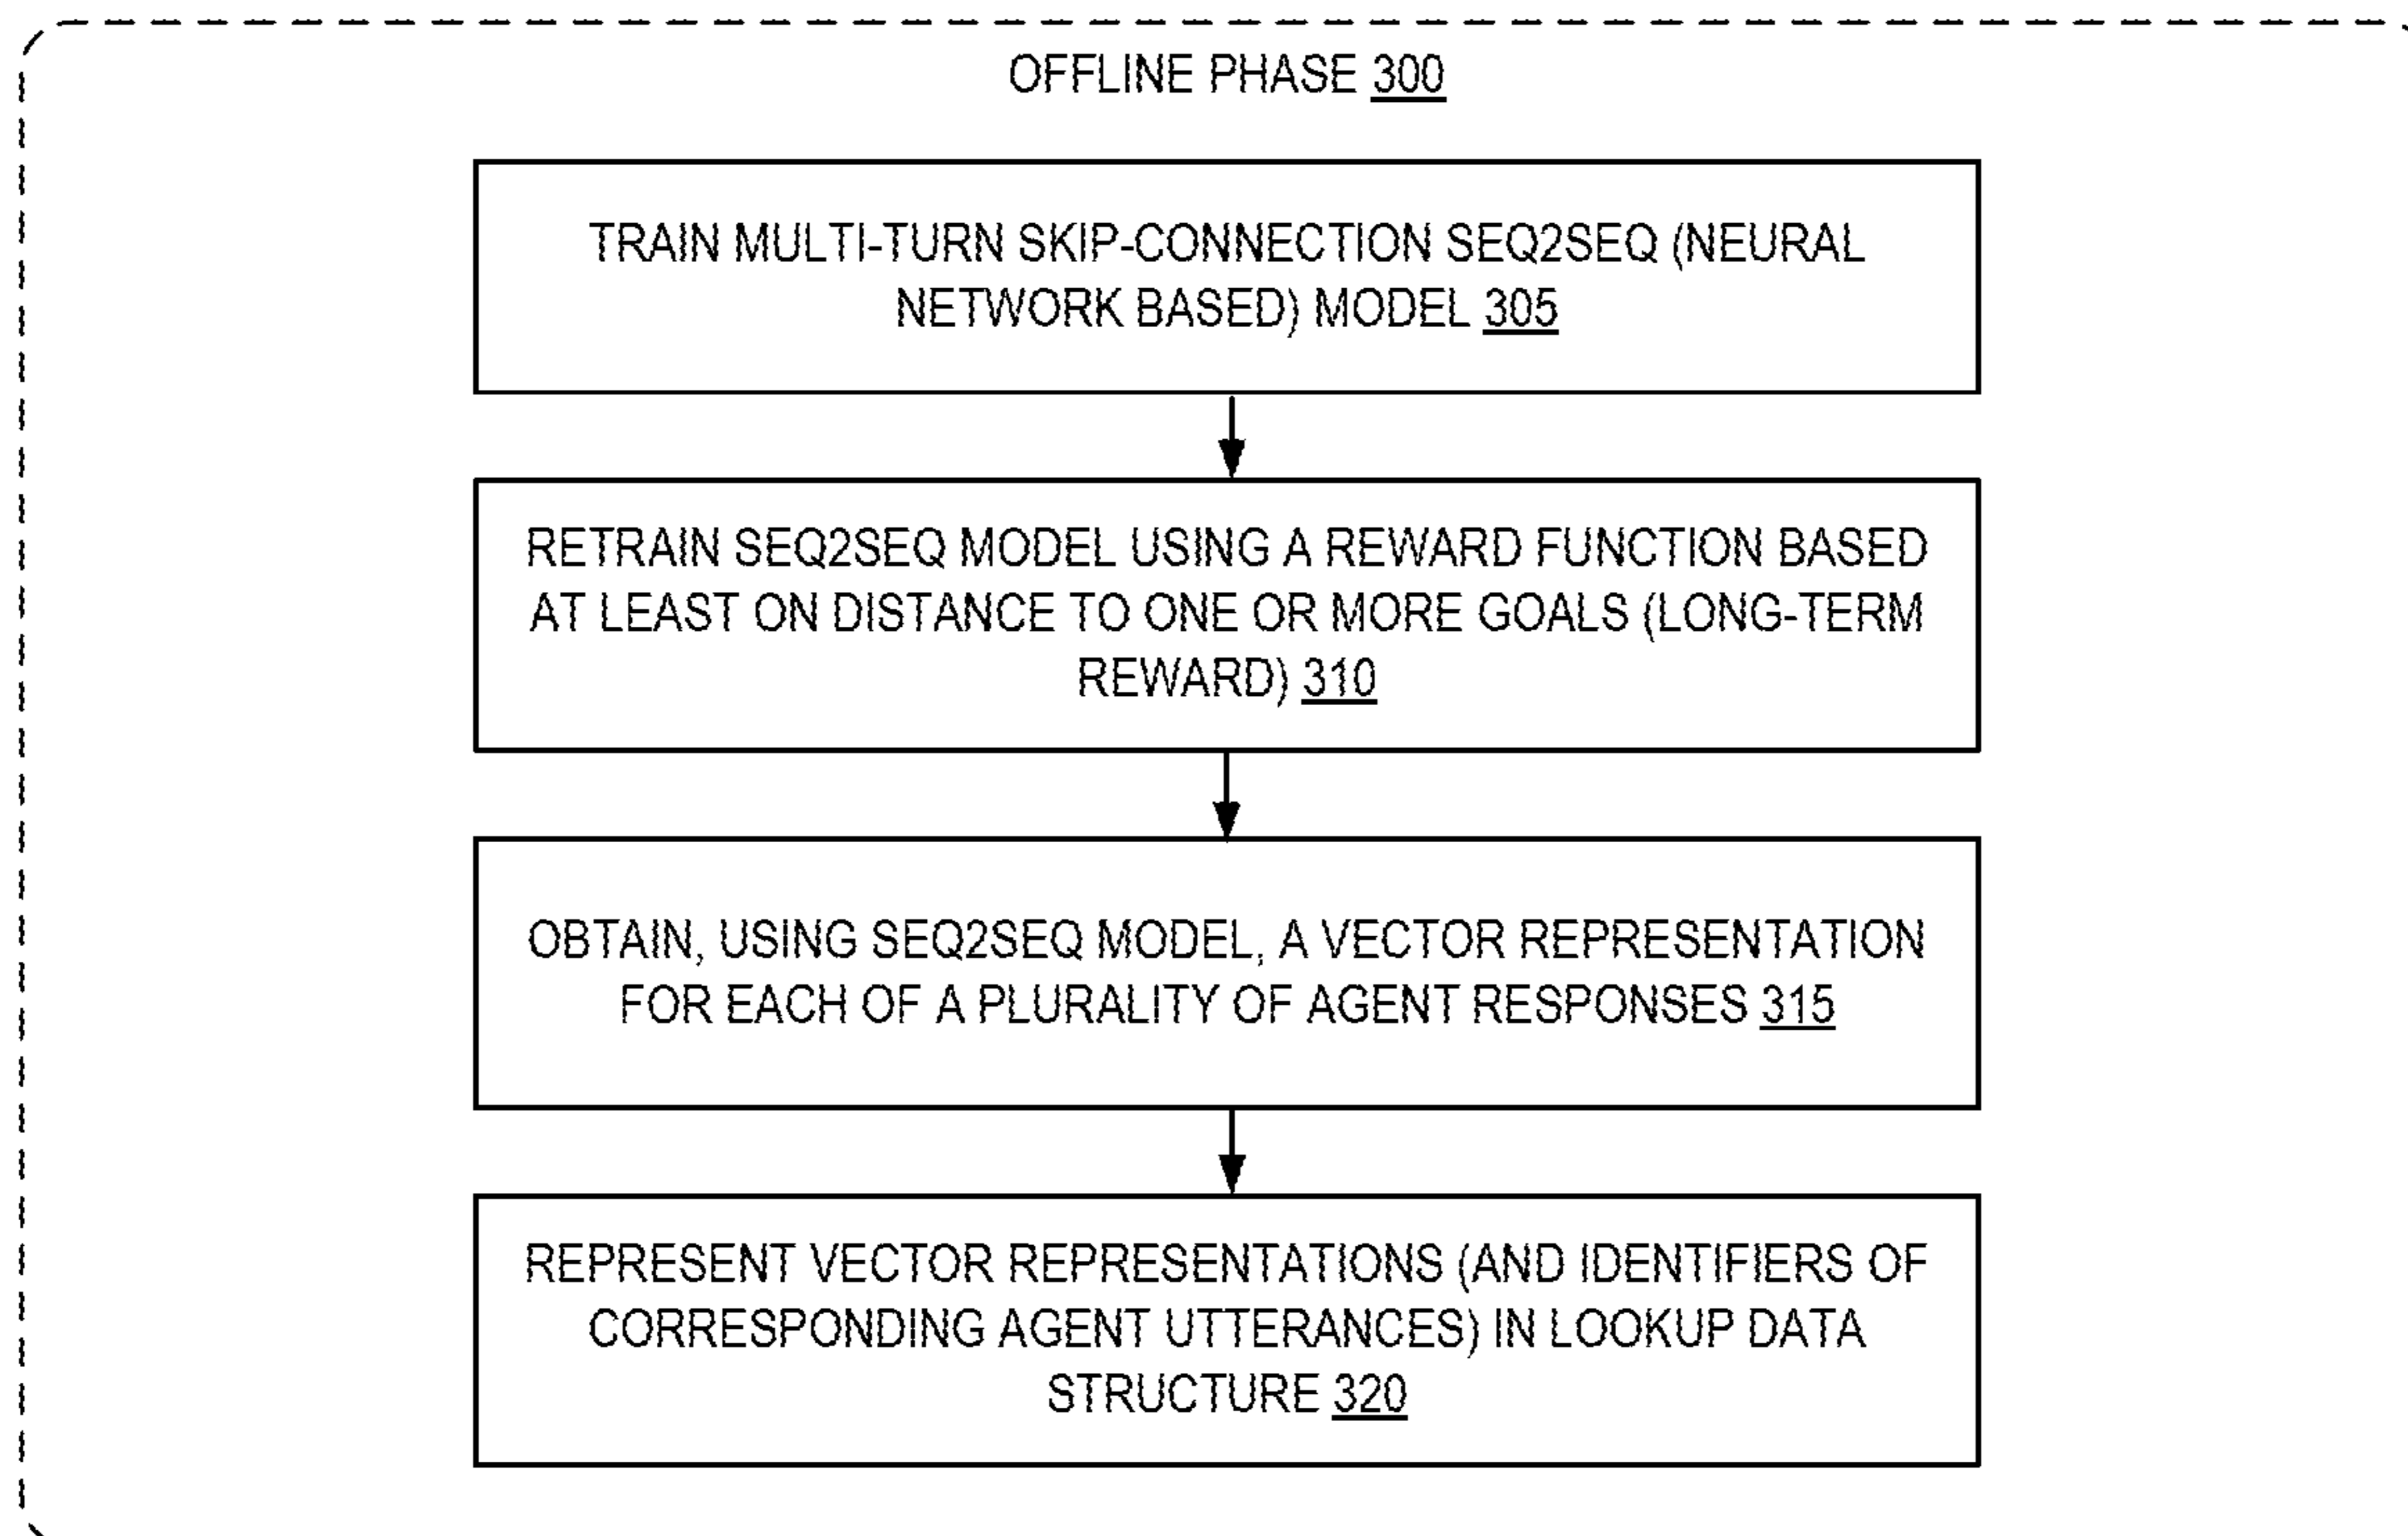 OFFLINE PHASE 300
TRAIN MULTI-TURN SKIP-CONNECTION SEQ2SEQ (NEURAL
NETWORK BASED) MODEL 305
RETRAIN SEQ2SEQ MODEL USING A REWARD FUNCTION BASED
AT LEAST ON DISTANCE TO ONE OR MORE GOALS (LONG-TERM
REWARD) 310
OBTAIN, USING SEQ2SEQ MODEL, A VECTOR REPRESENTATION
FOR EACH OF A PLURALITY OF AGENT RESPONSES 315
REPRESENT VECTOR REPRESENTATIONS (AND IDENTIFIERS OF
CORRESPONDING AGENT UTTERANCES) IN LOOKUP DATA
STRUCTURE 320